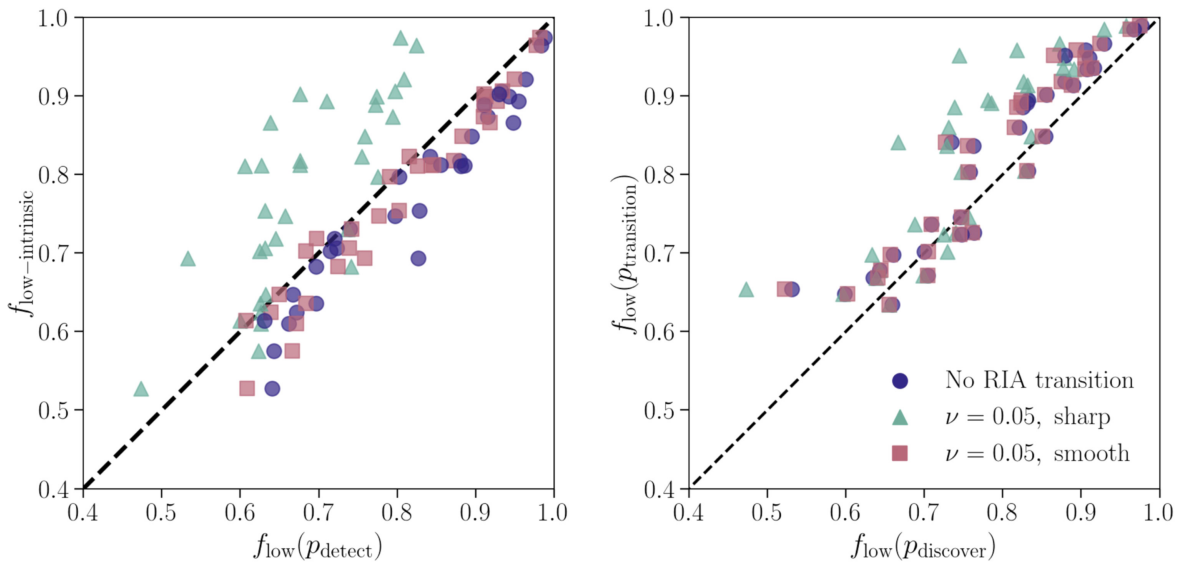 1.0
0.9
0.8
0.7
0.6
0.5
0.4
f_low−intrinsic
0.4 0.5 0.6 0.7 0.8 0.9 1.0
f_low(p_detect)
1.0
0.9
0.8
0.7
0.6
0.5
0.4
f_low(p_transition)
No RIA transition
ν = 0.05, sharp
ν = 0.05, smooth
0.4 0.5 0.6 0.7 0.8 0.9 1.0
f_low(p_discover)